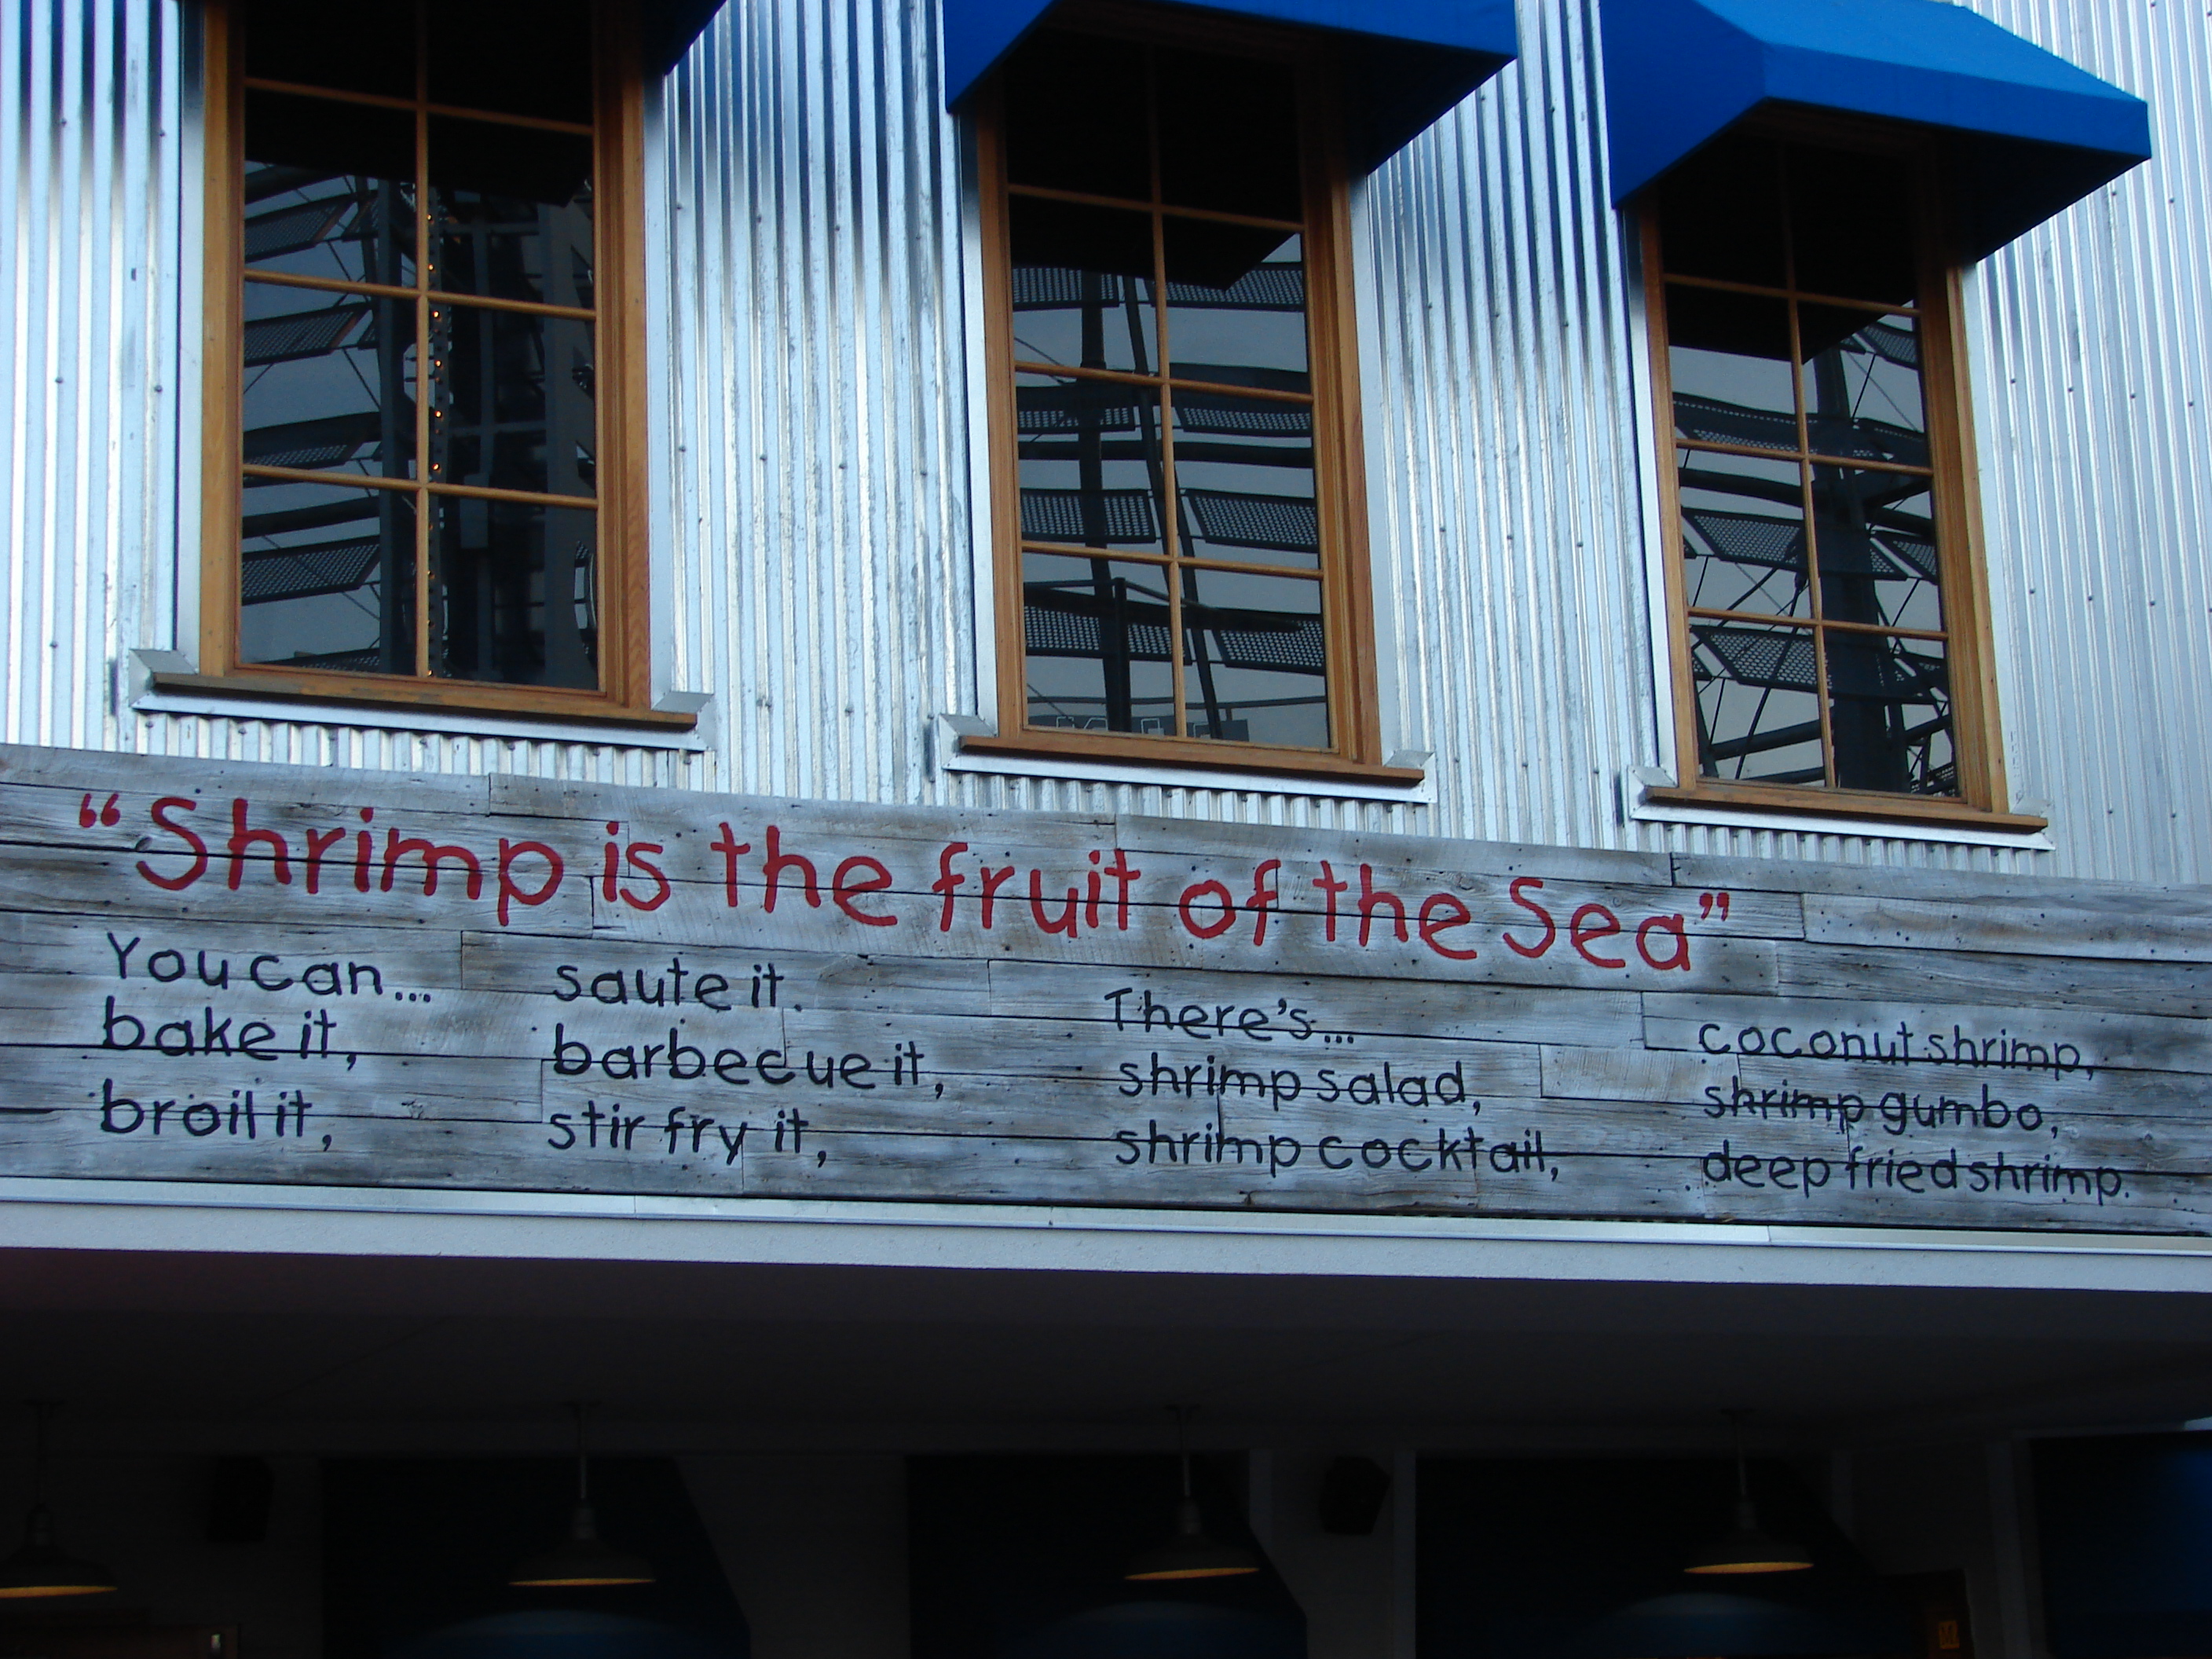 “Shrimp is the fruit of the Sea”
You can...
bake it,
broil it,
saute it.
barbecue it,
stir fry it,
There's...
shrimp salad,
shrimp cocktail,
coconut shrimp,
shrimp gumbo,
deep fried shrimp.